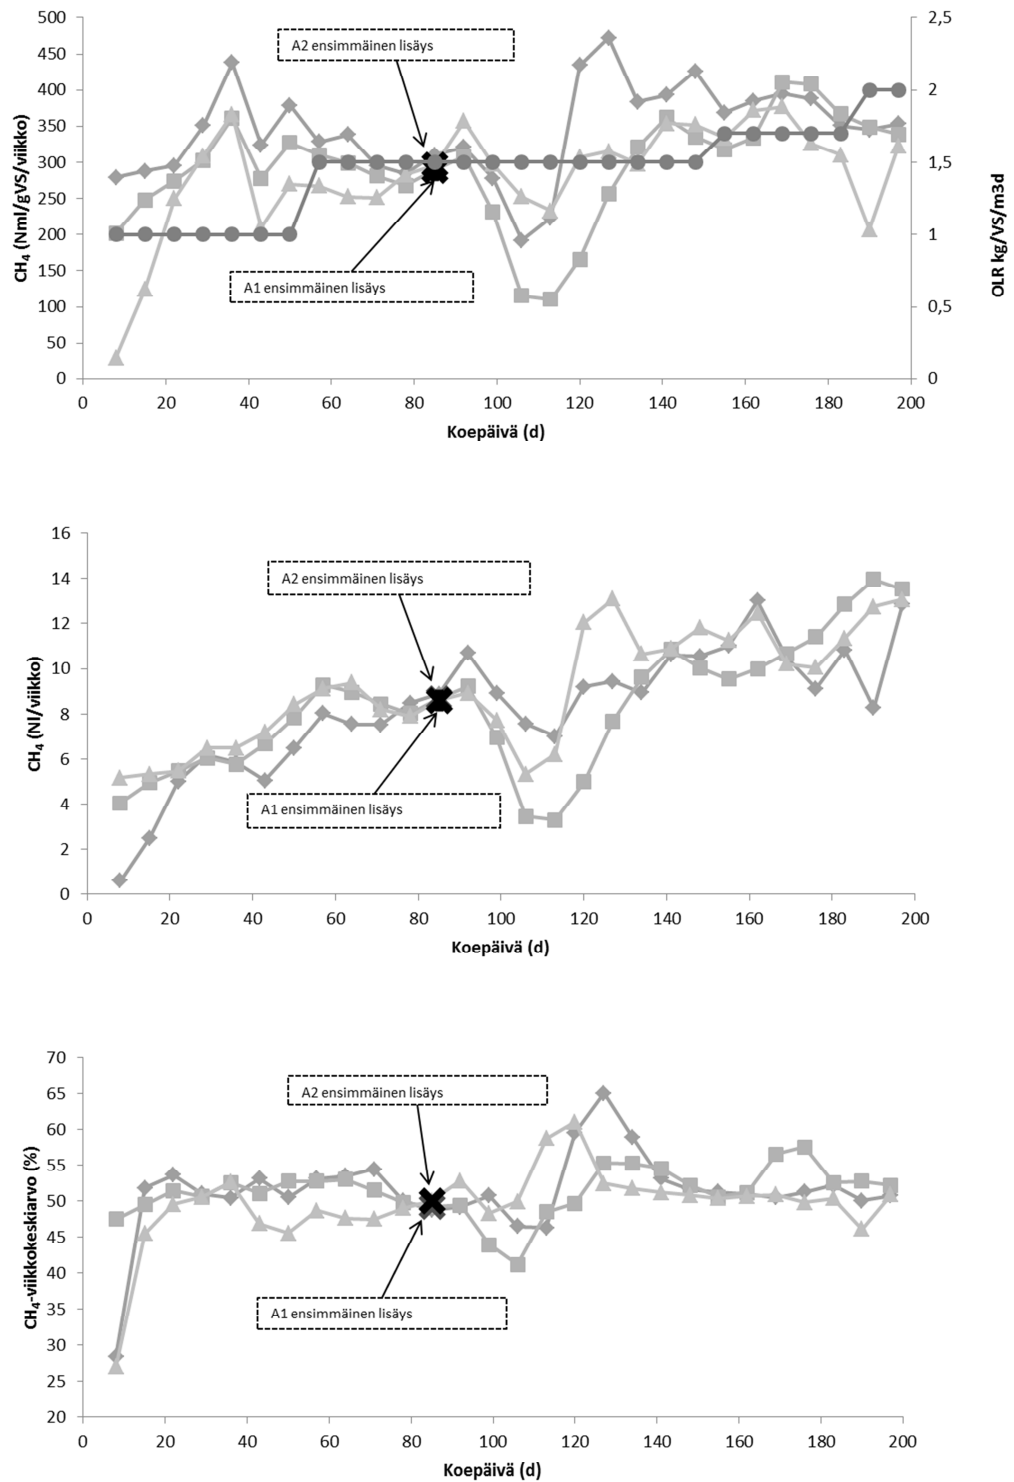 500
450
400
350
300
250
200
150
100
50
0
CH₄ (Nml/gVS/viikko)
2,5
2
1,5
1
0,5
0
OLR kg/VS/m3d
A2 ensimmäinen lisäys
A1 ensimmäinen lisäys
0 20 40 60 80 100 120 140 160 180 200
Koepäivä (d)
16
14
12
10
8
6
4
2
0
CH₄ (Nl/viikko)
A2 ensimmäinen lisäys
A1 ensimmäinen lisäys
0 20 40 60 80 100 120 140 160 180 200
Koepäivä (d)
70
65
60
55
50
45
40
35
30
25
20
CH₄-viikkokeskiarvo (%)
A2 ensimmäinen lisäys
A1 ensimmäinen lisäys
0 20 40 60 80 100 120 140 160 180 200
Koepäivä (d)